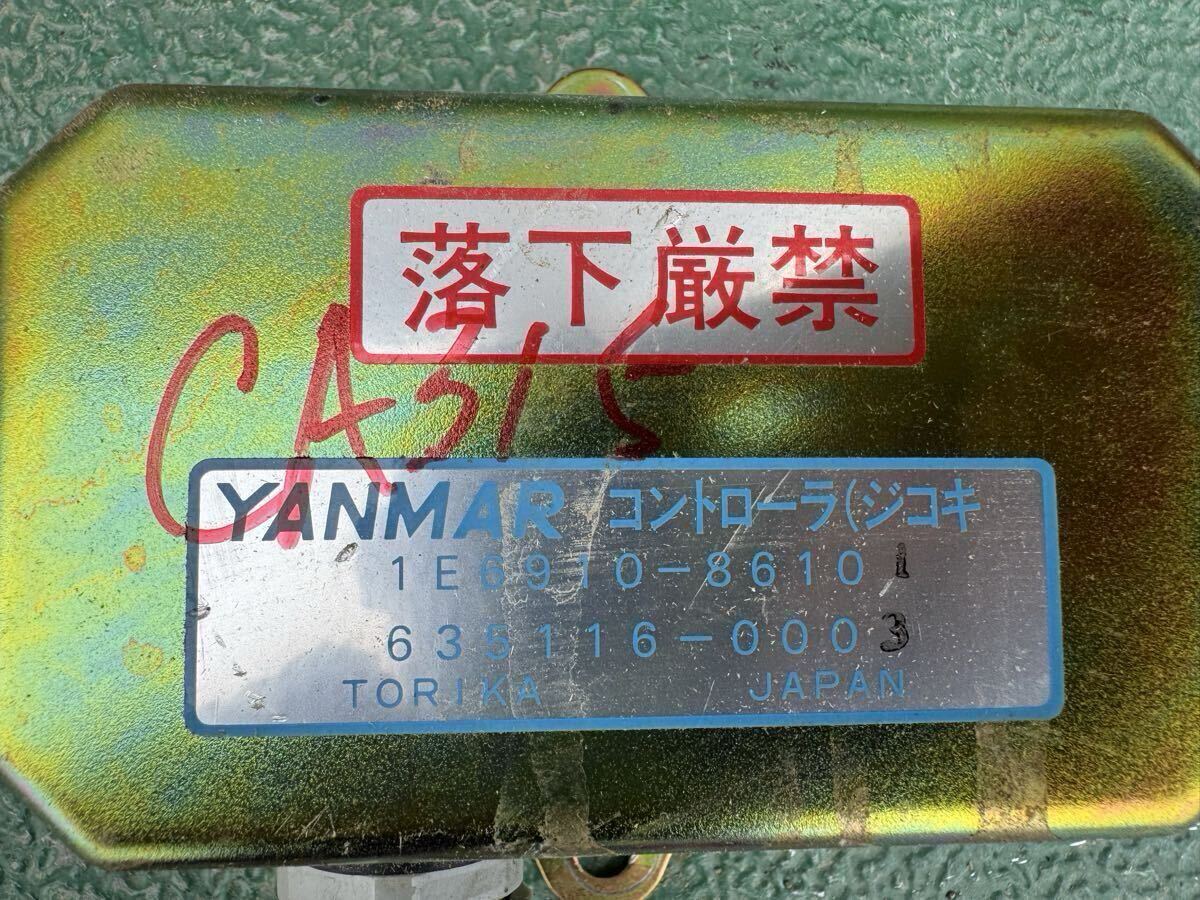 落下厳禁
CA315
YANMAR コントローラ(ジコキ
1E6910-86101
635116-0003
TORIKA JAPAN